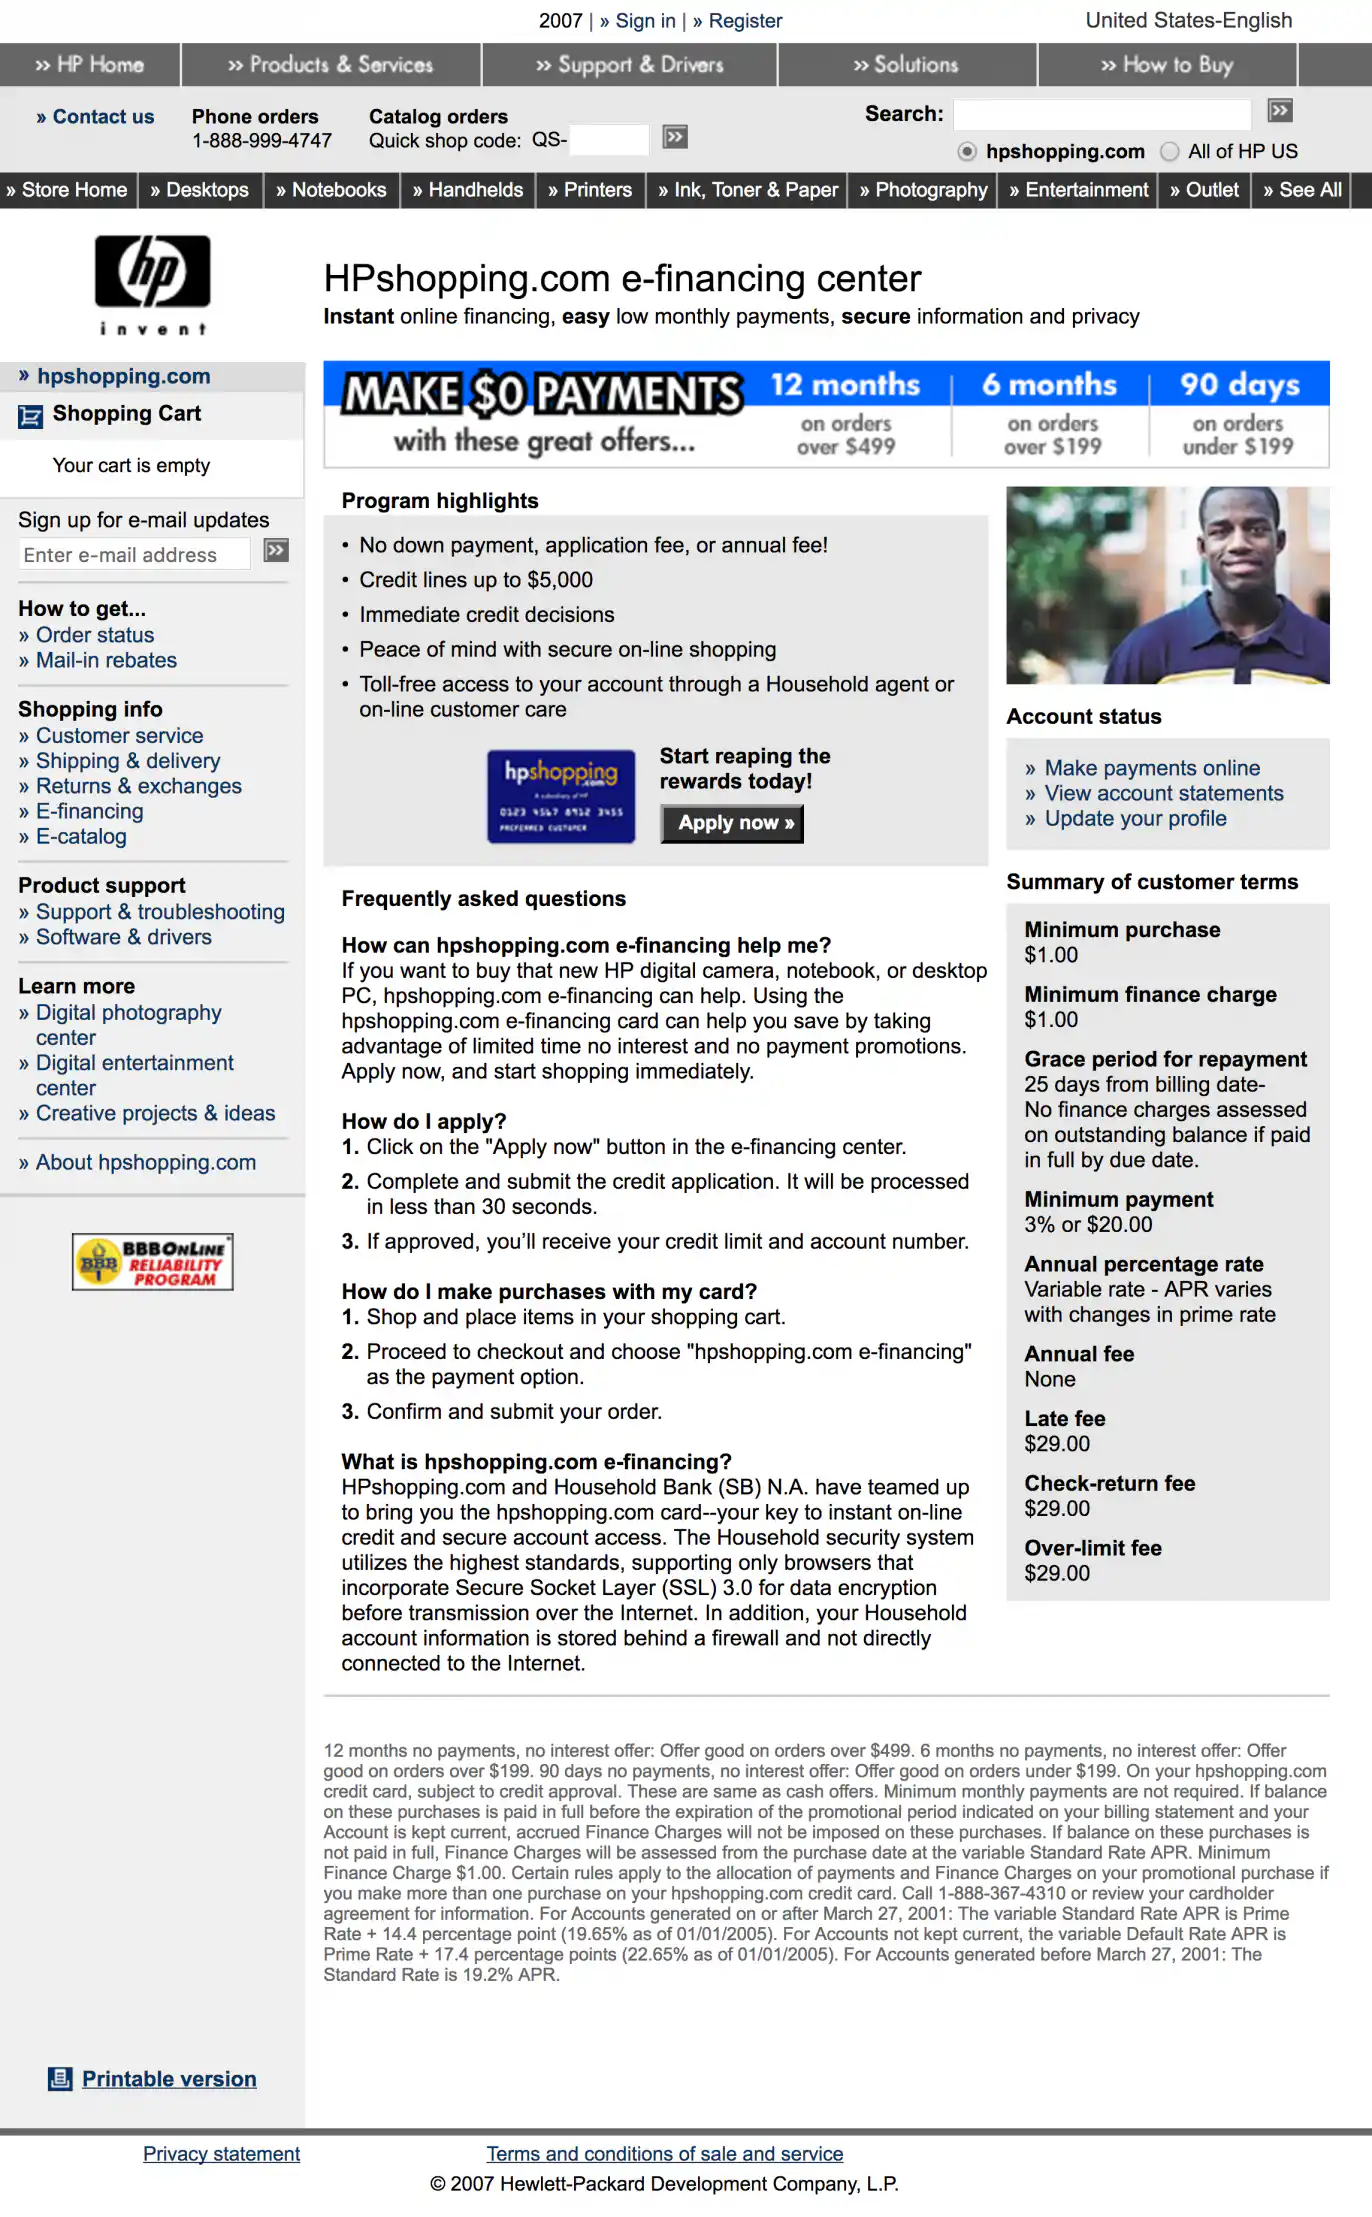 2007 | » Sign in | » Register
United States-English
» HP Home
» Products & Services
» Support & Drivers
» Solutions
» How to Buy
» Contact us
Phone orders
1-888-999-4747
Catalog orders
Quick shop code: QS-
Search:
hpshopping.com
All of HP US
» Store Home
» Desktops
» Notebooks
» Handhelds
» Printers
» Ink, Toner & Paper
» Photography
» Entertainment
» Outlet
» See All
hp
invent
» hpshopping.com
Shopping Cart
Your cart is empty
Sign up for e-mail updates
Enter e-mail address
How to get...
» Order status
» Mail-in rebates
Shopping info
» Customer service
» Shipping & delivery
» Returns & exchanges
» E-financing
» E-catalog
Product support
» Support & troubleshooting
» Software & drivers
Learn more
» Digital photography
center
» Digital entertainment
center
» Creative projects & ideas
» About hpshopping.com
BBB
BBBONLINE
RELIABILITY
PROGRAM
Printable version
HPshopping.com e-financing center
Instant online financing, easy low monthly payments, secure information and privacy
MAKE $0 PAYMENTS
with these great offers...
12 months
on orders
over $499
6 months
on orders
over $199
90 days
on orders
under $199
Program highlights
• No down payment, application fee, or annual fee!
• Credit lines up to $5,000
• Immediate credit decisions
• Peace of mind with secure on-line shopping
• Toll-free access to your account through a Household agent or
on-line customer care
hpshopping
.com
A subsidiary of HP
0123 4567 8912 3455
PREFERRED CUSTOMER
Start reaping the
rewards today!
Apply now »
Frequently asked questions
How can hpshopping.com e-financing help me?
If you want to buy that new HP digital camera, notebook, or desktop
PC, hpshopping.com e-financing can help. Using the
hpshopping.com e-financing card can help you save by taking
advantage of limited time no interest and no payment promotions.
Apply now, and start shopping immediately.
How do I apply?
1. Click on the "Apply now" button in the e-financing center.
2. Complete and submit the credit application. It will be processed
in less than 30 seconds.
3. If approved, you'll receive your credit limit and account number.
How do I make purchases with my card?
1. Shop and place items in your shopping cart.
2. Proceed to checkout and choose "hpshopping.com e-financing"
as the payment option.
3. Confirm and submit your order.
What is hpshopping.com e-financing?
HPshopping.com and Household Bank (SB) N.A. have teamed up
to bring you the hpshopping.com card--your key to instant on-line
credit and secure account access. The Household security system
utilizes the highest standards, supporting only browsers that
incorporate Secure Socket Layer (SSL) 3.0 for data encryption
before transmission over the Internet. In addition, your Household
account information is stored behind a firewall and not directly
connected to the Internet.
Account status
» Make payments online
» View account statements
» Update your profile
Summary of customer terms
Minimum purchase
$1.00
Minimum finance charge
$1.00
Grace period for repayment
25 days from billing date-
No finance charges assessed
on outstanding balance if paid
in full by due date.
Minimum payment
3% or $20.00
Annual percentage rate
Variable rate - APR varies
with changes in prime rate
Annual fee
None
Late fee
$29.00
Check-return fee
$29.00
Over-limit fee
$29.00
12 months no payments, no interest offer: Offer good on orders over $499. 6 months no payments, no interest offer: Offer
good on orders over $199. 90 days no payments, no interest offer: Offer good on orders under $199. On your hpshopping.com
credit card, subject to credit approval. These are same as cash offers. Minimum monthly payments are not required. If balance
on these purchases is paid in full before the expiration of the promotional period indicated on your billing statement and your
Account is kept current, accrued Finance Charges will not be imposed on these purchases. If balance on these purchases is
not paid in full, Finance Charges will be assessed from the purchase date at the variable Standard Rate APR. Minimum
Finance Charge $1.00. Certain rules apply to the allocation of payments and Finance Charges on your promotional purchase if
you make more than one purchase on your hpshopping.com credit card. Call 1-888-367-4310 or review your cardholder
agreement for information. For Accounts generated on or after March 27, 2001: The variable Standard Rate APR is Prime
Rate + 14.4 percentage point (19.65% as of 01/01/2005). For Accounts not kept current, the variable Default Rate APR is
Prime Rate + 17.4 percentage points (22.65% as of 01/01/2005). For Accounts generated before March 27, 2001: The
Standard Rate is 19.2% APR.
Privacy statement
Terms and conditions of sale and service
© 2007 Hewlett-Packard Development Company, L.P.